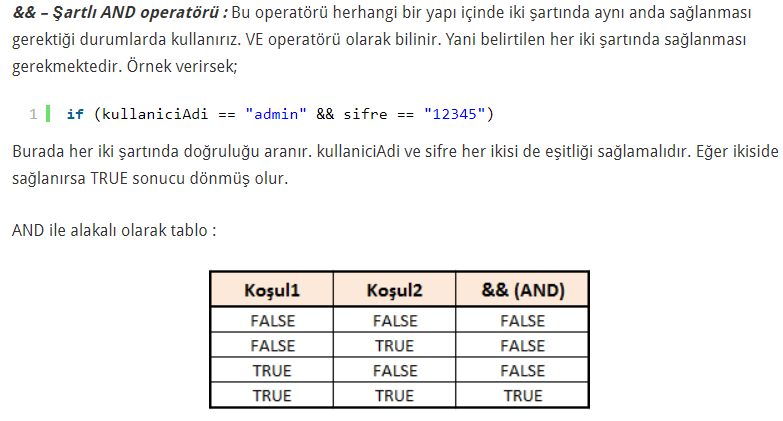 && – Şartlı AND operatörü : Bu operatörü herhangi bir yapı içinde iki şartında aynı anda sağlanması
gerektiği durumlarda kullanırız. VE operatörü olarak bilinir. Yani belirtilen her iki şartında sağlanması
gerekmektedir. Örnek verirsek;
1 if (kullaniciAdi == "admin" && sifre == "12345")
Burada her iki şartında doğruluğu aranır. kullaniciAdi ve sifre her ikisi de eşitliği sağlamalıdır. Eğer ikiside
sağlanırsa TRUE sonucu dönmüş olur.
AND ile alakalı olarak tablo :
Koşul1 Koşul2 && (AND)
FALSE FALSE FALSE
FALSE TRUE FALSE
TRUE FALSE FALSE
TRUE TRUE TRUE